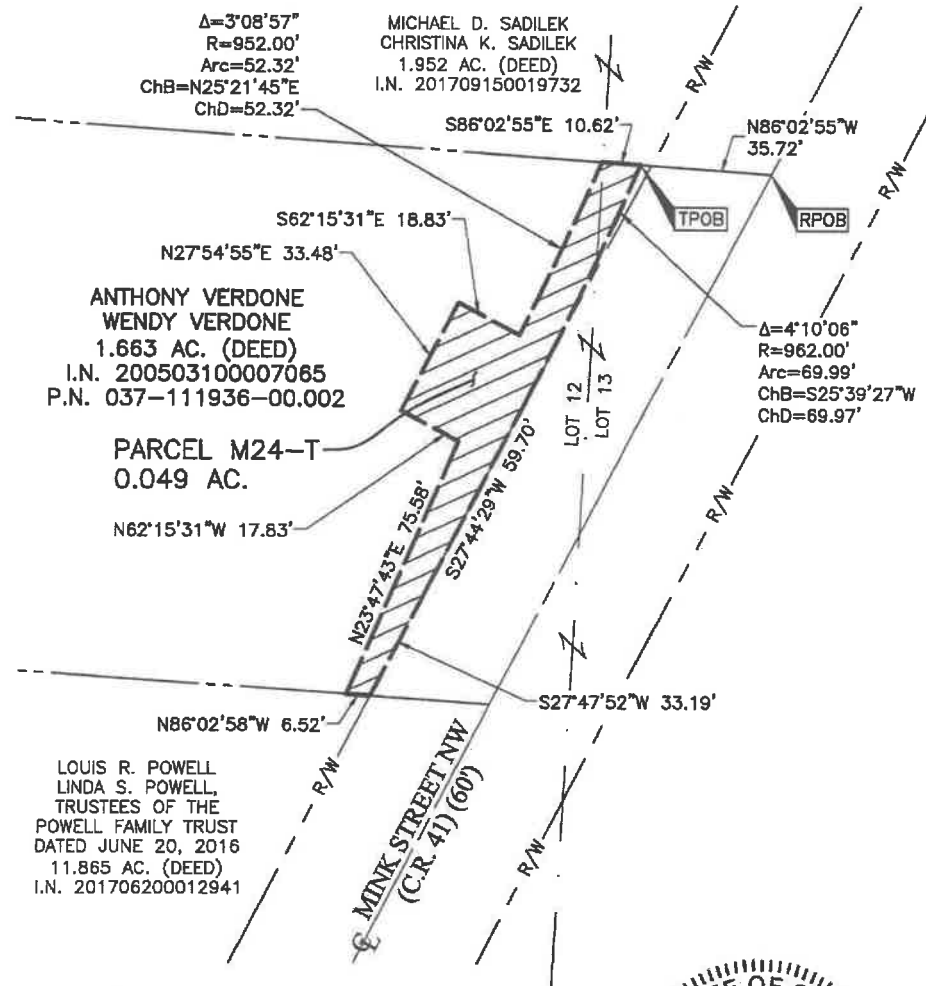 Δ=3°08'57"
R=952.00'
Arc=52.32'
ChB=N25°21'45"E
ChD=52.32'
MICHAEL D. SADILEK
CHRISTINA K. SADILEK
1.952 AC. (DEED)
I.N. 201709150019732
R/W
S86°02'55"E 10.62'
N86°02'55"W
35.72'
R/W
TPOB
RPOB
S62°15'31"E 18.83'
N27°54'55"E 33.48'
ANTHONY VERDONE
WENDY VERDONE
1.663 AC. (DEED)
I.N. 200503100007065
P.N. 037-111936-00.002
Δ=4°10'06"
R=962.00'
Arc=69.99'
ChB=S25°39'27"W
ChD=69.97'
LOT 12
LOT 13
PARCEL M24-T
0.049 AC.
S27°44'29"W 59.70'
R/W
N62°15'31"W 17.83'
N23°47'43"E 75.58'
S27°47'52"W 33.19'
N86°02'58"W 6.52'
LOUIS R. POWELL
LINDA S. POWELL,
TRUSTEES OF THE
POWELL FAMILY TRUST
DATED JUNE 20, 2016
11.865 AC. (DEED)
I.N. 201706200012941
R/W
MINK STREET NW
(C.R. 41) (60')
R/W
℄
OF